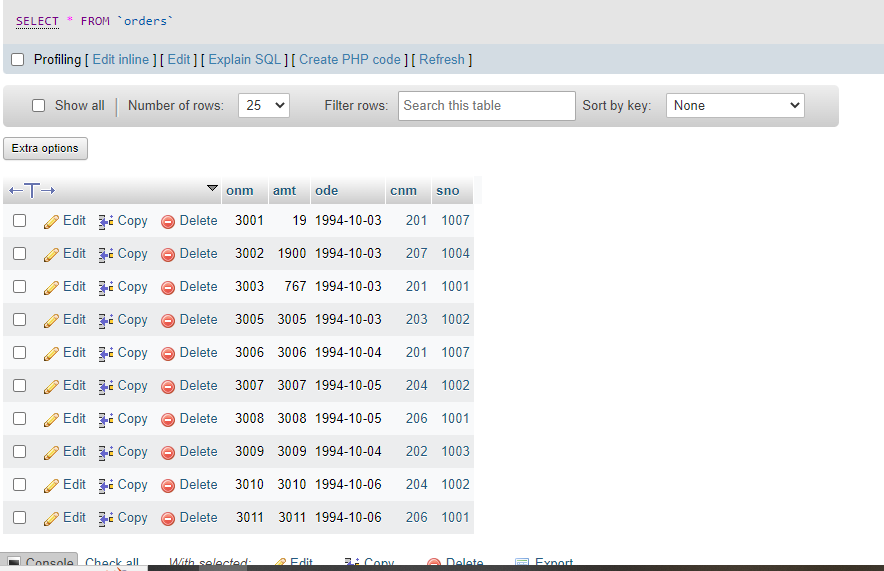 SELECT * FROM `orders`
Profiling [ Edit inline ] [ Edit ] [ Explain SQL ] [ Create PHP code ] [ Refresh ]
Show all Number of rows: 25 Filter rows: Search this table Sort by key: None
Extra options
onm amt ode cnm sno
Edit Copy Delete 3001 19 1994-10-03 201 1007
Edit Copy Delete 3002 1900 1994-10-03 207 1004
Edit Copy Delete 3003 767 1994-10-03 201 1001
Edit Copy Delete 3005 3005 1994-10-03 203 1002
Edit Copy Delete 3006 3006 1994-10-04 201 1007
Edit Copy Delete 3007 3007 1994-10-05 204 1002
Edit Copy Delete 3008 3008 1994-10-05 206 1001
Edit Copy Delete 3009 3009 1994-10-04 202 1003
Edit Copy Delete 3010 3010 1994-10-06 204 1002
Edit Copy Delete 3011 3011 1994-10-06 206 1001
Console Check all With selected: Edit Copy Delete Export